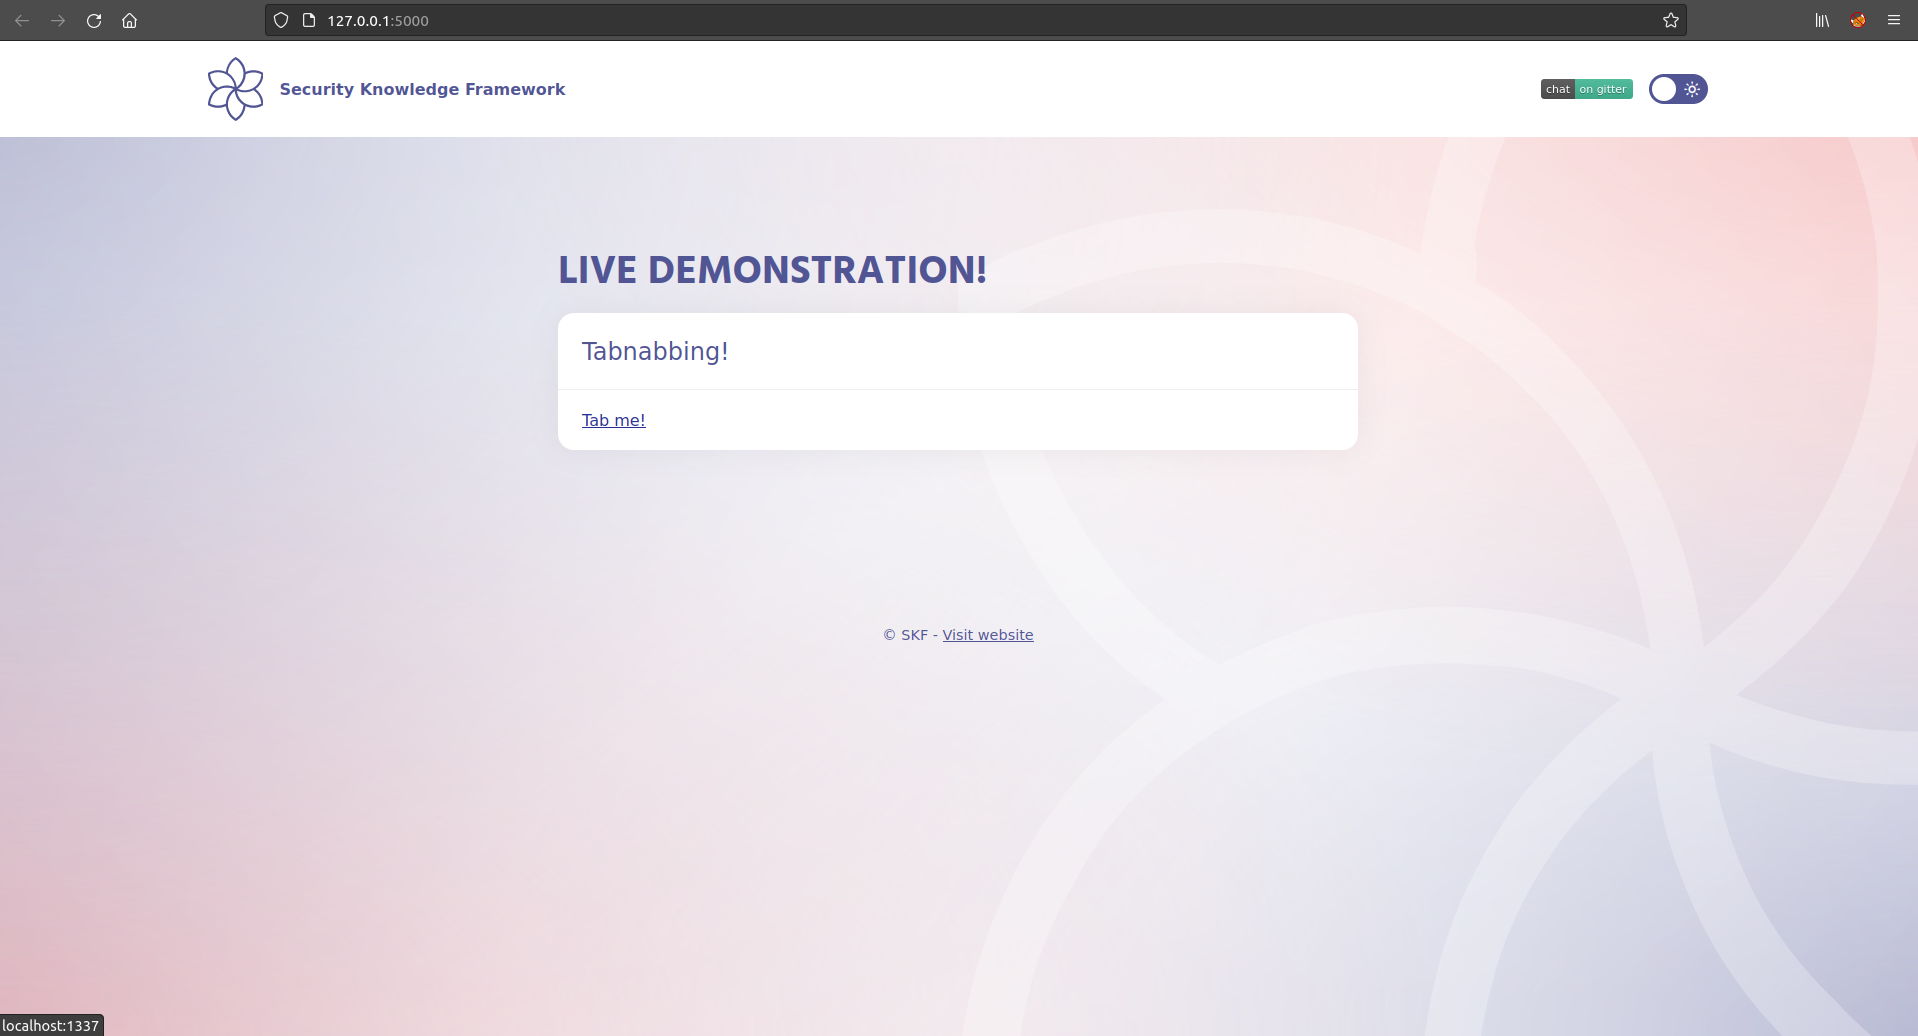 127.0.0.1:5000
Security Knowledge Framework
chat on gitter
LIVE DEMONSTRATION!
Tabnabbing!
Tab me!
© SKF - Visit website
localhost:1337